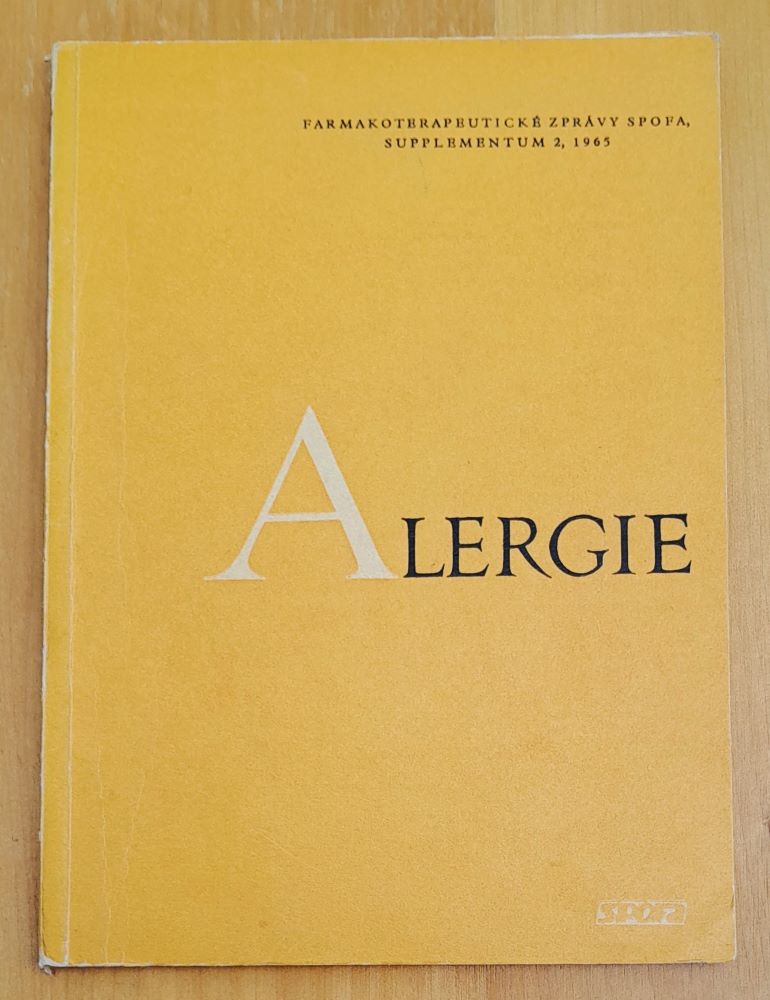 FARMAKOTERAPEUTICKÉ ZPRÁVY SPOFA,
SUPPLEMENTUM 2, 1965
ALERGIE
SPOFA